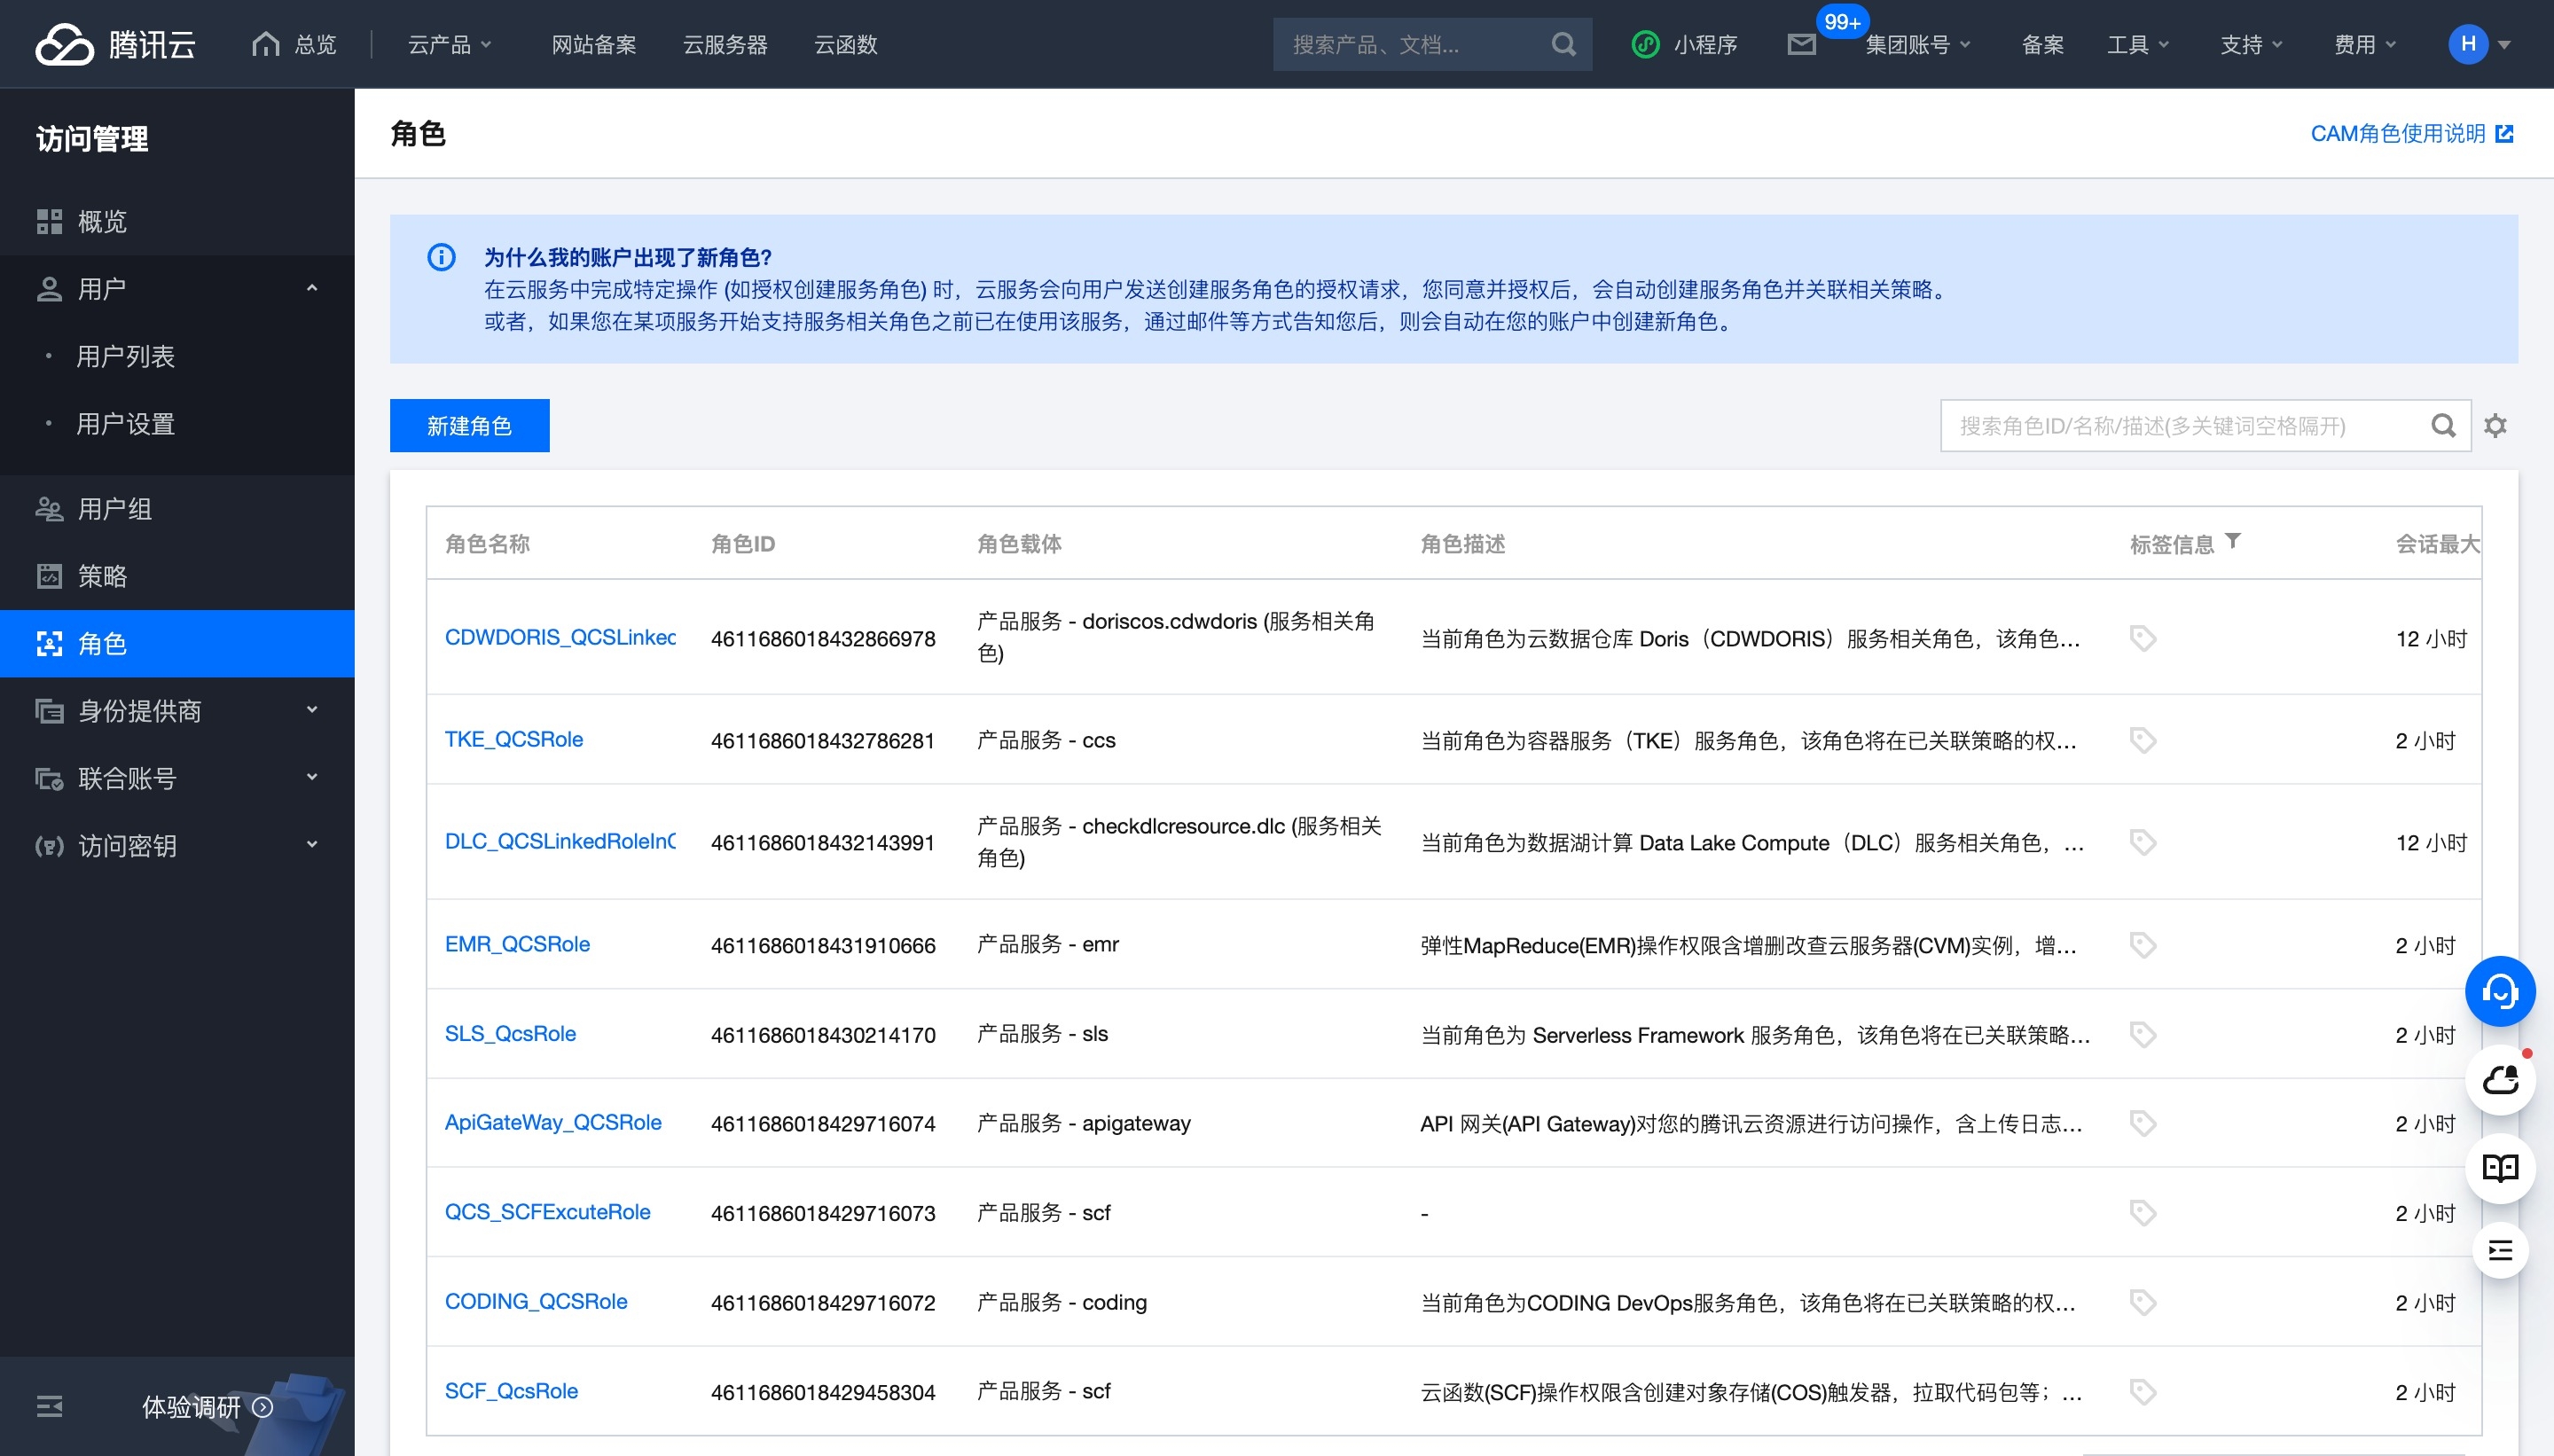 腾讯云
总览
云产品
网站备案
云服务器
云函数
搜索产品、文档...
小程序
99+
集团账号
备案
工具
支持
费用
H
访问管理
概览
用户
用户列表
用户设置
用户组
策略
角色
身份提供商
联合账号
访问密钥
体验调研
角色
CAM角色使用说明
为什么我的账户出现了新角色?
在云服务中完成特定操作 (如授权创建服务角色) 时，云服务会向用户发送创建服务角色的授权请求，您同意并授权后，会自动创建服务角色并关联相关策略。
或者，如果您在某项服务开始支持服务相关角色之前已在使用该服务，通过邮件等方式告知您后，则会自动在您的账户中创建新角色。
新建角色
搜索角色ID/名称/描述(多关键词空格隔开)
角色名称 角色ID 角色载体 角色描述 标签信息 会话最大
CDWDORIS_QCSLinked 4611686018432866978 产品服务 - doriscos.cdwdoris (服务相关角色) 当前角色为云数据仓库 Doris（CDWDORIS）服务相关角色，该角色... 12 小时
TKE_QCSRole 4611686018432786281 产品服务 - ccs 当前角色为容器服务（TKE）服务角色，该角色将在已关联策略的权... 2 小时
DLC_QCSLinkedRoleInC 4611686018432143991 产品服务 - checkdlcresource.dlc (服务相关角色) 当前角色为数据湖计算 Data Lake Compute（DLC）服务相关角色，... 12 小时
EMR_QCSRole 4611686018431910666 产品服务 - emr 弹性MapReduce(EMR)操作权限含增删改查云服务器(CVM)实例，增... 2 小时
SLS_QcsRole 4611686018430214170 产品服务 - sls 当前角色为 Serverless Framework 服务角色，该角色将在已关联策略... 2 小时
ApiGateWay_QCSRole 4611686018429716074 产品服务 - apigateway API 网关(API Gateway)对您的腾讯云资源进行访问操作，含上传日志... 2 小时
QCS_SCFExcuteRole 4611686018429716073 产品服务 - scf - 2 小时
CODING_QCSRole 4611686018429716072 产品服务 - coding 当前角色为CODING DevOps服务角色，该角色将在已关联策略的权... 2 小时
SCF_QcsRole 4611686018429458304 产品服务 - scf 云函数(SCF)操作权限含创建对象存储(COS)触发器，拉取代码包等；... 2 小时